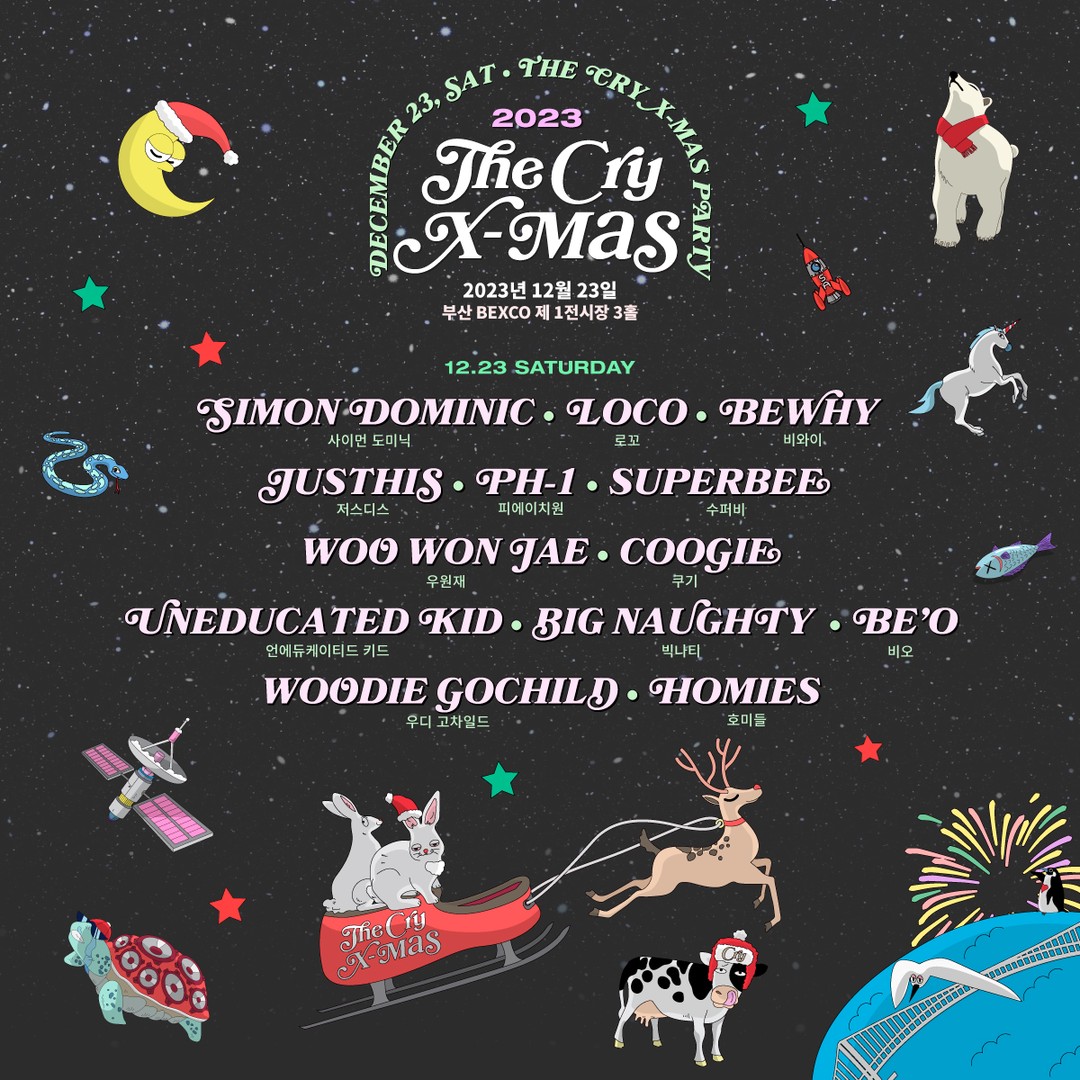 DECEMBER 23, SAT • THE CRY X-MAS PARTY
2023
The Cry
X-Mas
2023년 12월 23일
부산 BEXCO 제 1전시장 3홀
12.23 SATURDAY
SIMON DOMINIC • LOCO • BEWHY
사이먼 도미닉 로꼬 비와이
JUSTHIS • PH-1 • SUPERBEE
저스디스 피에이치원 수퍼비
WOO WON JAE • COOGIE
우원재 쿠기
UNEDUCATED KID • BIG NAUGHTY • BE'O
언에듀케이티드 키드 빅나티 비오
WOODIE GOCHILD • HOMIES
우디 고차일드 호미들
The Cry
X-Mas
Cry